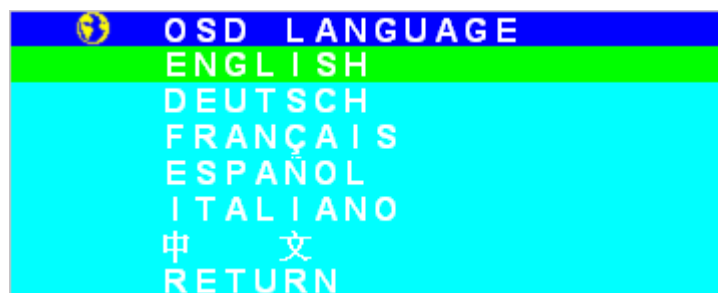 OSD LANGUAGE
ENGLISH
DEUTSCH
FRANÇAIS
ESPAÑOL
ITALIANO
中 文
RETURN